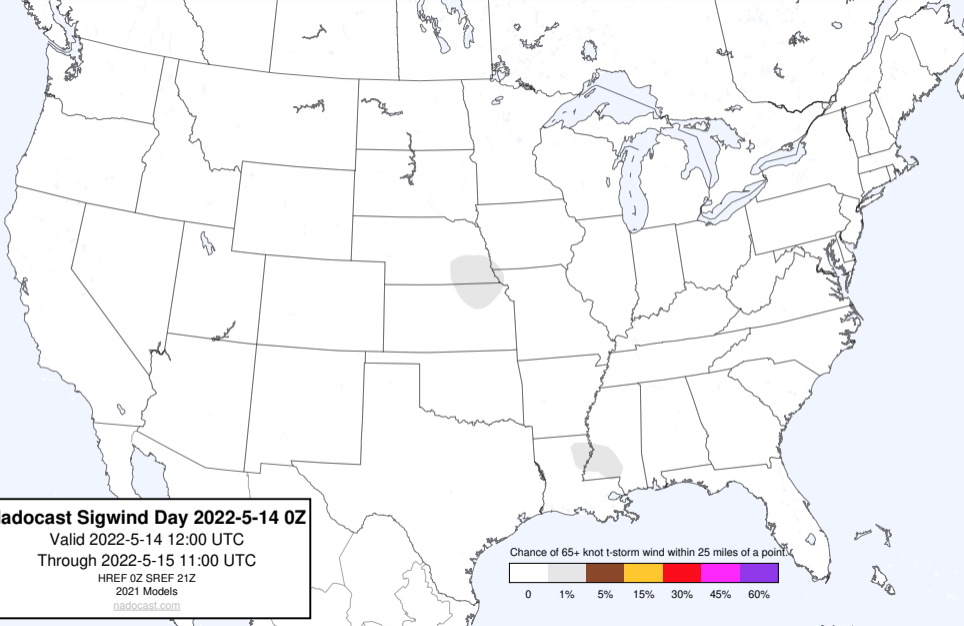 adocast Sigwind Day 2022-5-14 0Z
Valid 2022-5-14 12:00 UTC
Through 2022-5-15 11:00 UTC
HREF 0Z SREF 21Z
2021 Models
nadocast.com
Chance of 65+ knot t-storm wind within 25 miles of a point.
0 1% 5% 15% 30% 45% 60%